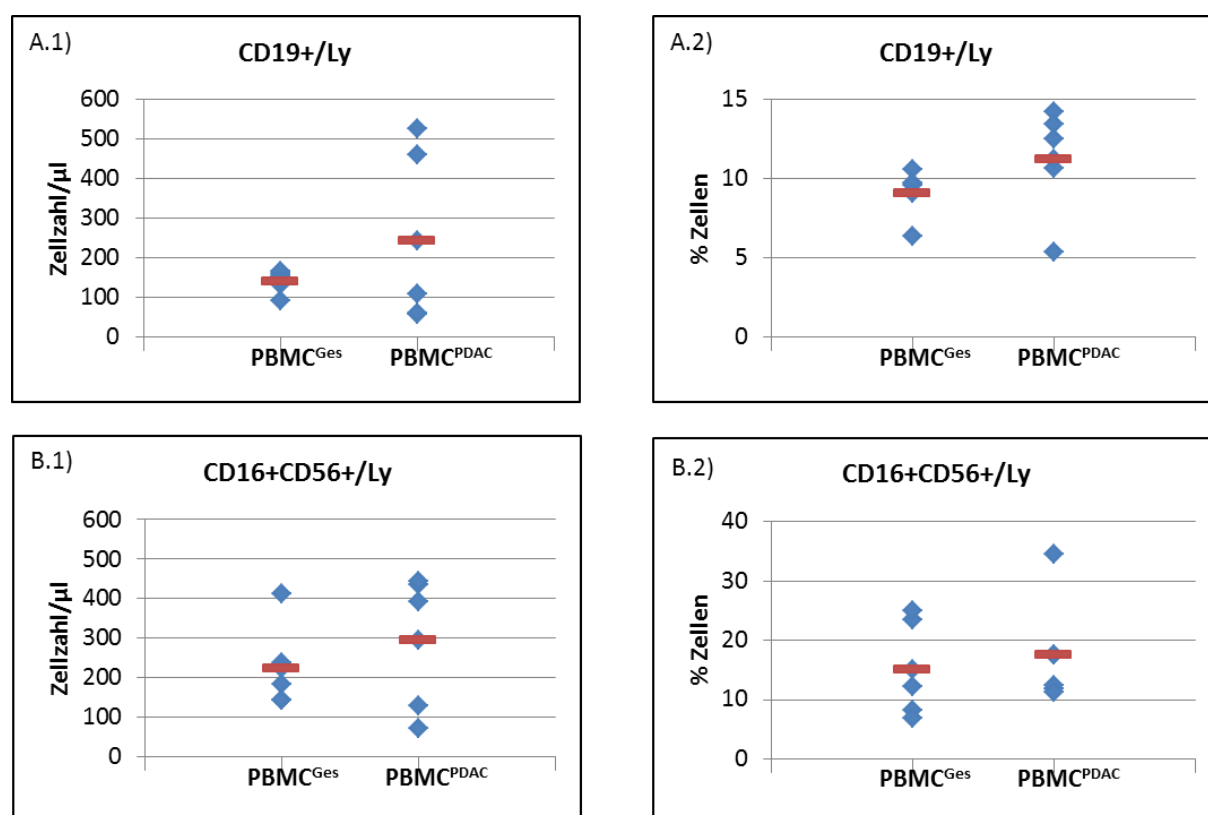 A.1)
CD19+/Ly
600
500
400
300
200
100
0
Zellzahl/µl
PBMCGes PBMCPDAC
A.2)
CD19+/Ly
15
10
5
0
% Zellen
PBMCGes PBMCPDAC
B.1)
CD16+CD56+/Ly
600
500
400
300
200
100
0
Zellzahl/µl
PBMCGes PBMCPDAC
B.2)
CD16+CD56+/Ly
40
30
20
10
0
% Zellen
PBMCGes PBMCPDAC